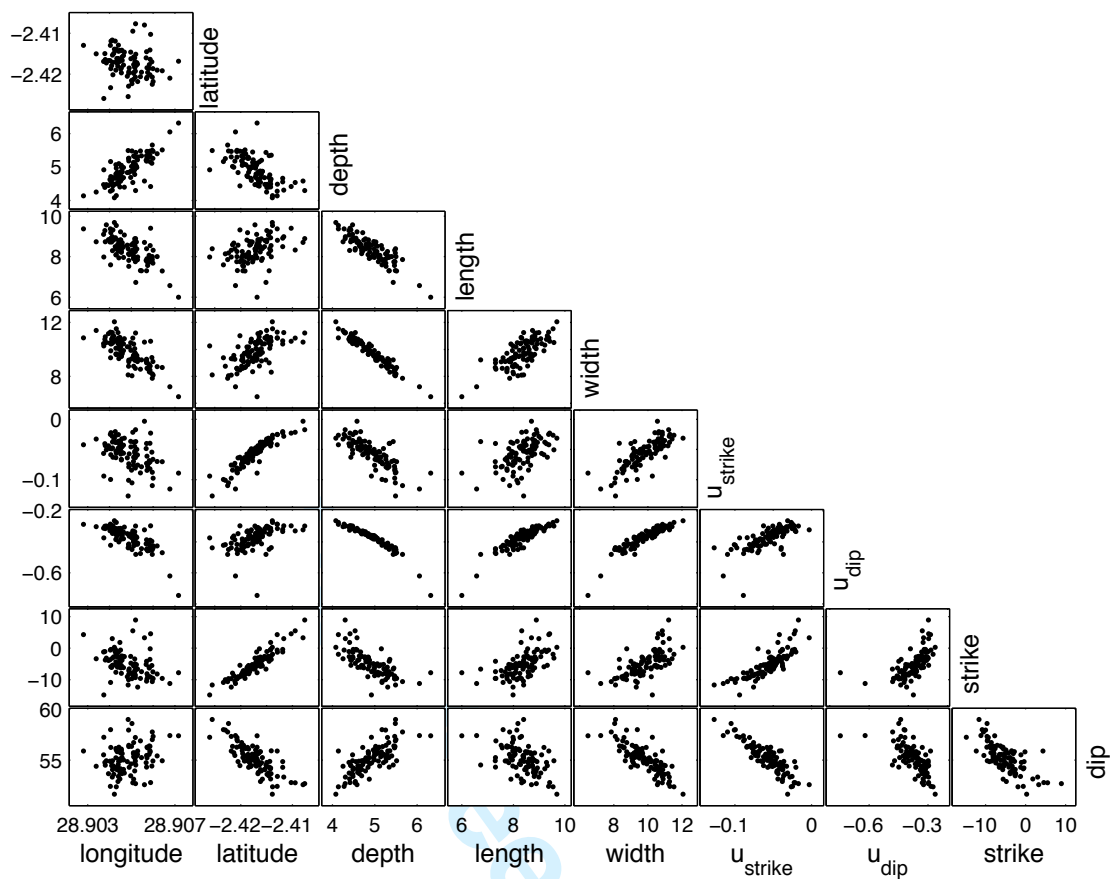 −2.41
−2.42
latitude
6
4
depth
10
8
6
length
12
8
width
0
−0.1
u_strike
−0.2
−0.6
u_dip
10
0
−10
strike
60
55
dip
28.903 28.907 −2.42 −2.41 4 5 6 6 8 10 8 10 12 −0.1 0 −0.6 −0.3 −10 0 10
longitude latitude depth length width u_strike u_dip strike